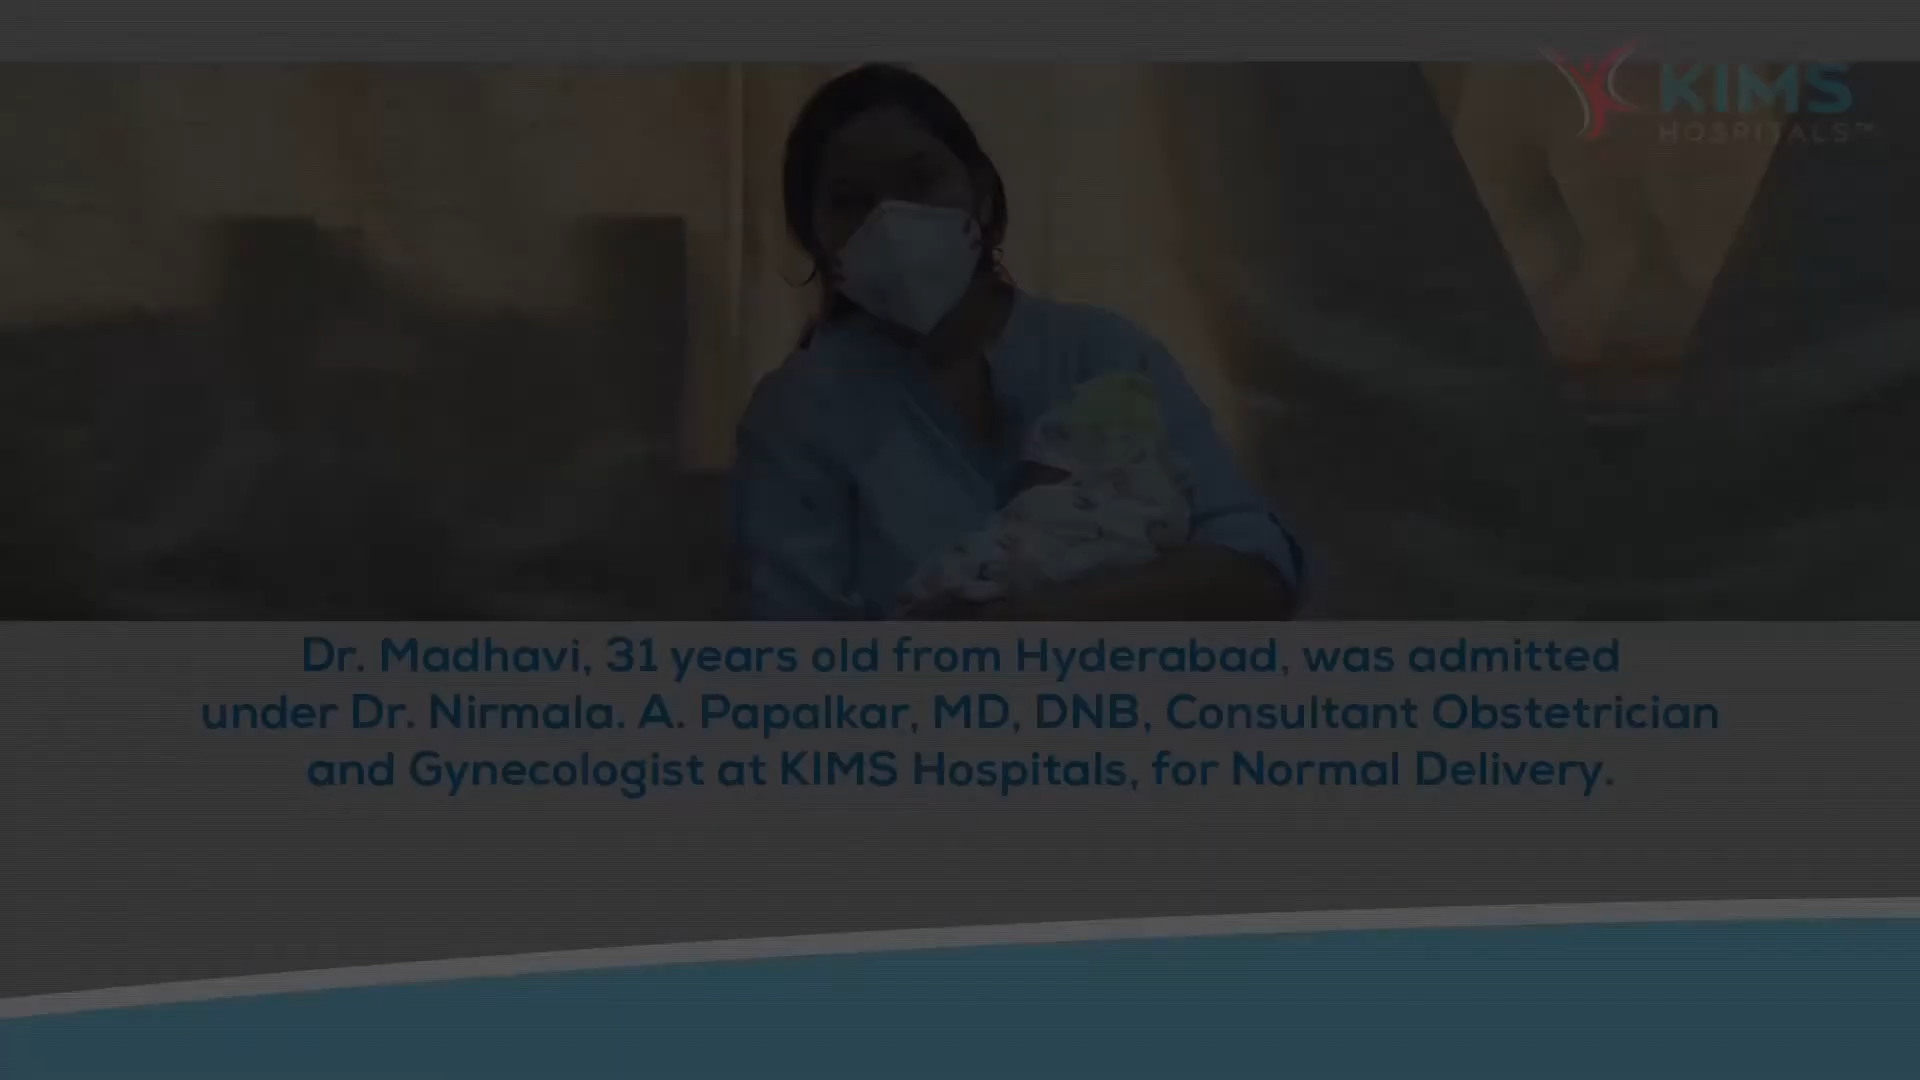 KIMS
HOSPITALS™
Dr. Madhavi, 31 years old from Hyderabad, was admitted
under Dr. Nirmala. A. Papalkar, MD, DNB, Consultant Obstetrician
and Gynecologist at KIMS Hospitals, for Normal Delivery.